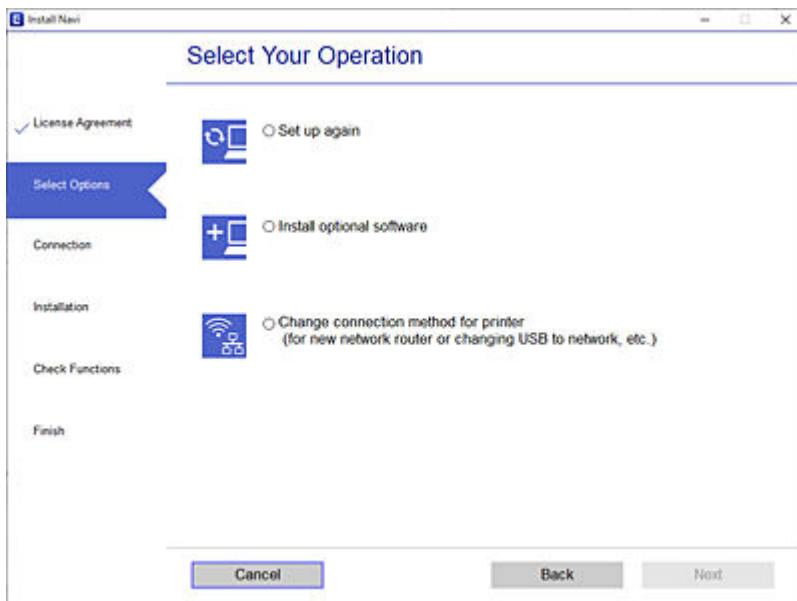 Install Navi
Select Your Operation
License Agreement
Select Options
Connection
Installation
Check Functions
Finish
Set up again
Install optional software
Change connection method for printer
(for new network router or changing USB to network, etc.)
Cancel
Back
Next